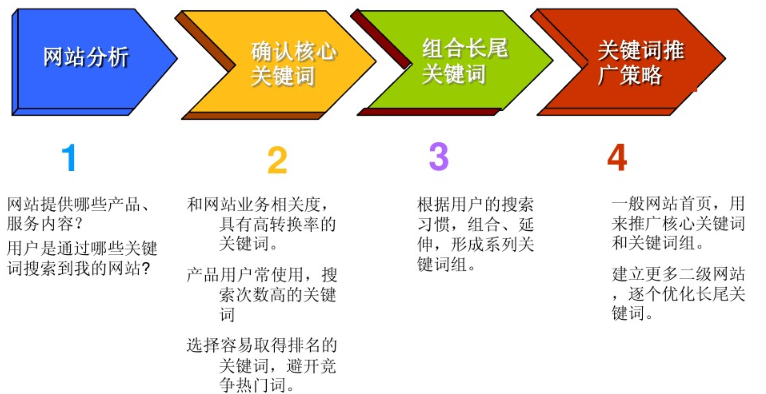 网站分析
确认核心
关键词
组合长尾
关键词
关键词推
广策略
1
2
3
4
网站提供哪些产品、
服务内容？
用户是通过哪些关键
词搜索到我的网站?
和网站业务相关度，
具有高转换率的
关键词。
产品用户常使用，搜
索次数高的关键
词
选择容易取得排名的
关键词，避开竞
争热门词。
根据用户的搜索
习惯，组合、延
伸，形成系列关
键词组。
一般网站首页，用
来推广核心关键词
和关键词组。
建立更多二级网站
，逐个优化长尾关
键词。